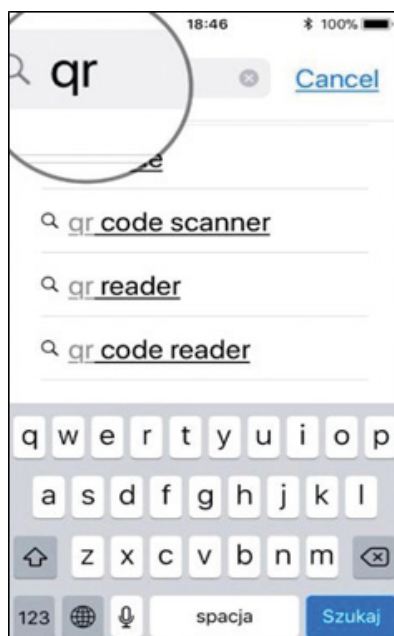 18:46 100%
qr Cancel
qr code scanner
qr reader
qr code reader
q w e r t y u i o p
a s d f g h j k l
z x c v b n m
123 spacja Szukaj